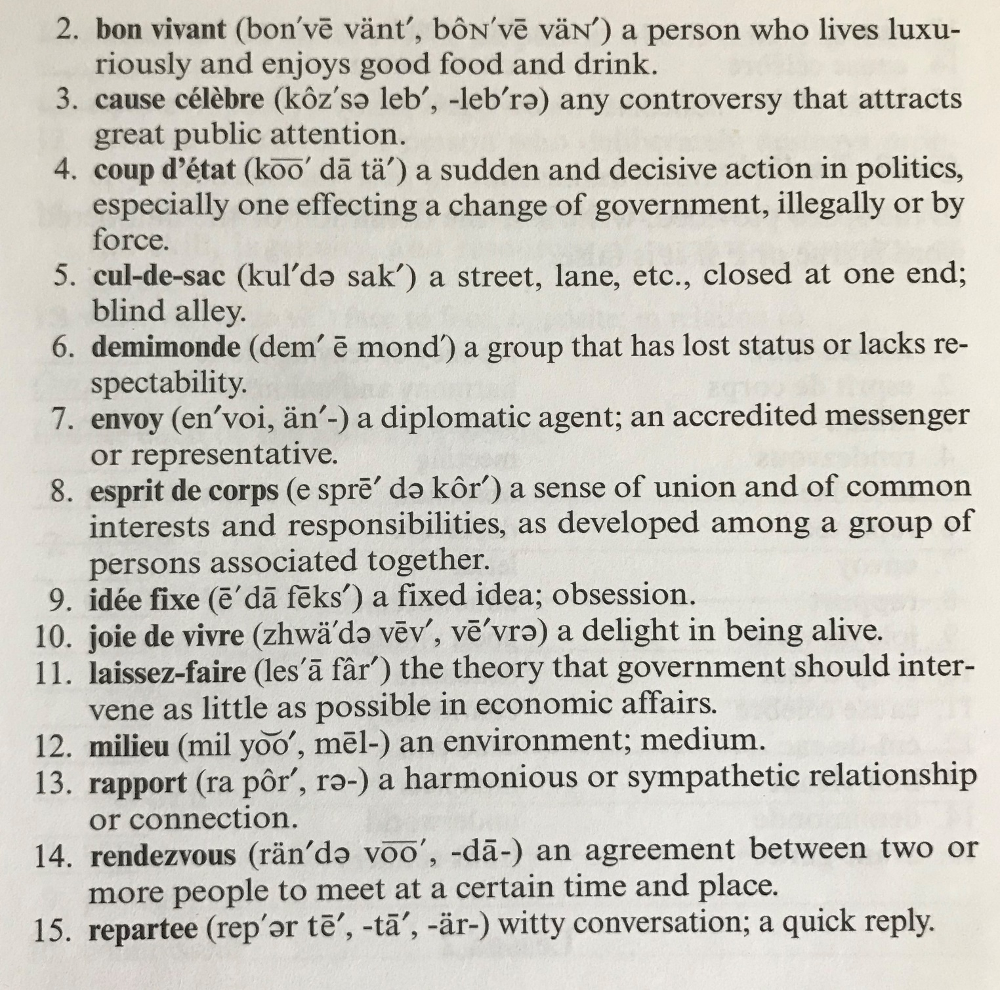 2. bon vivant (bon′vē vänt′, bôɴ′vē väɴ′) a person who lives luxu-
riously and enjoys good food and drink.
3. cause célèbre (kôz′sə leb′, -leb′rə) any controversy that attracts
great public attention.
4. coup d’état (ko͞o′ dā tä′) a sudden and decisive action in politics,
especially one effecting a change of government, illegally or by
force.
5. cul-de-sac (kul′də sak′) a street, lane, etc., closed at one end;
blind alley.
6. demimonde (dem′ ē mond′) a group that has lost status or lacks re-
spectability.
7. envoy (en′voi, än′-) a diplomatic agent; an accredited messenger
or representative.
8. esprit de corps (e sprē′ də kôr′) a sense of union and of common
interests and responsibilities, as developed among a group of
persons associated together.
9. idée fixe (ē′dā fēks′) a fixed idea; obsession.
10. joie de vivre (zhwä′də vēv′, vē′vrə) a delight in being alive.
11. laissez-faire (les′ā fâr′) the theory that government should inter-
vene as little as possible in economic affairs.
12. milieu (mil yo͝o′, mēl-) an environment; medium.
13. rapport (ra pôr′, rə-) a harmonious or sympathetic relationship
or connection.
14. rendezvous (rän′də vo͞o′, -dā-) an agreement between two or
more people to meet at a certain time and place.
15. repartee (rep′ər tē′, -tā′, -är-) witty conversation; a quick reply.